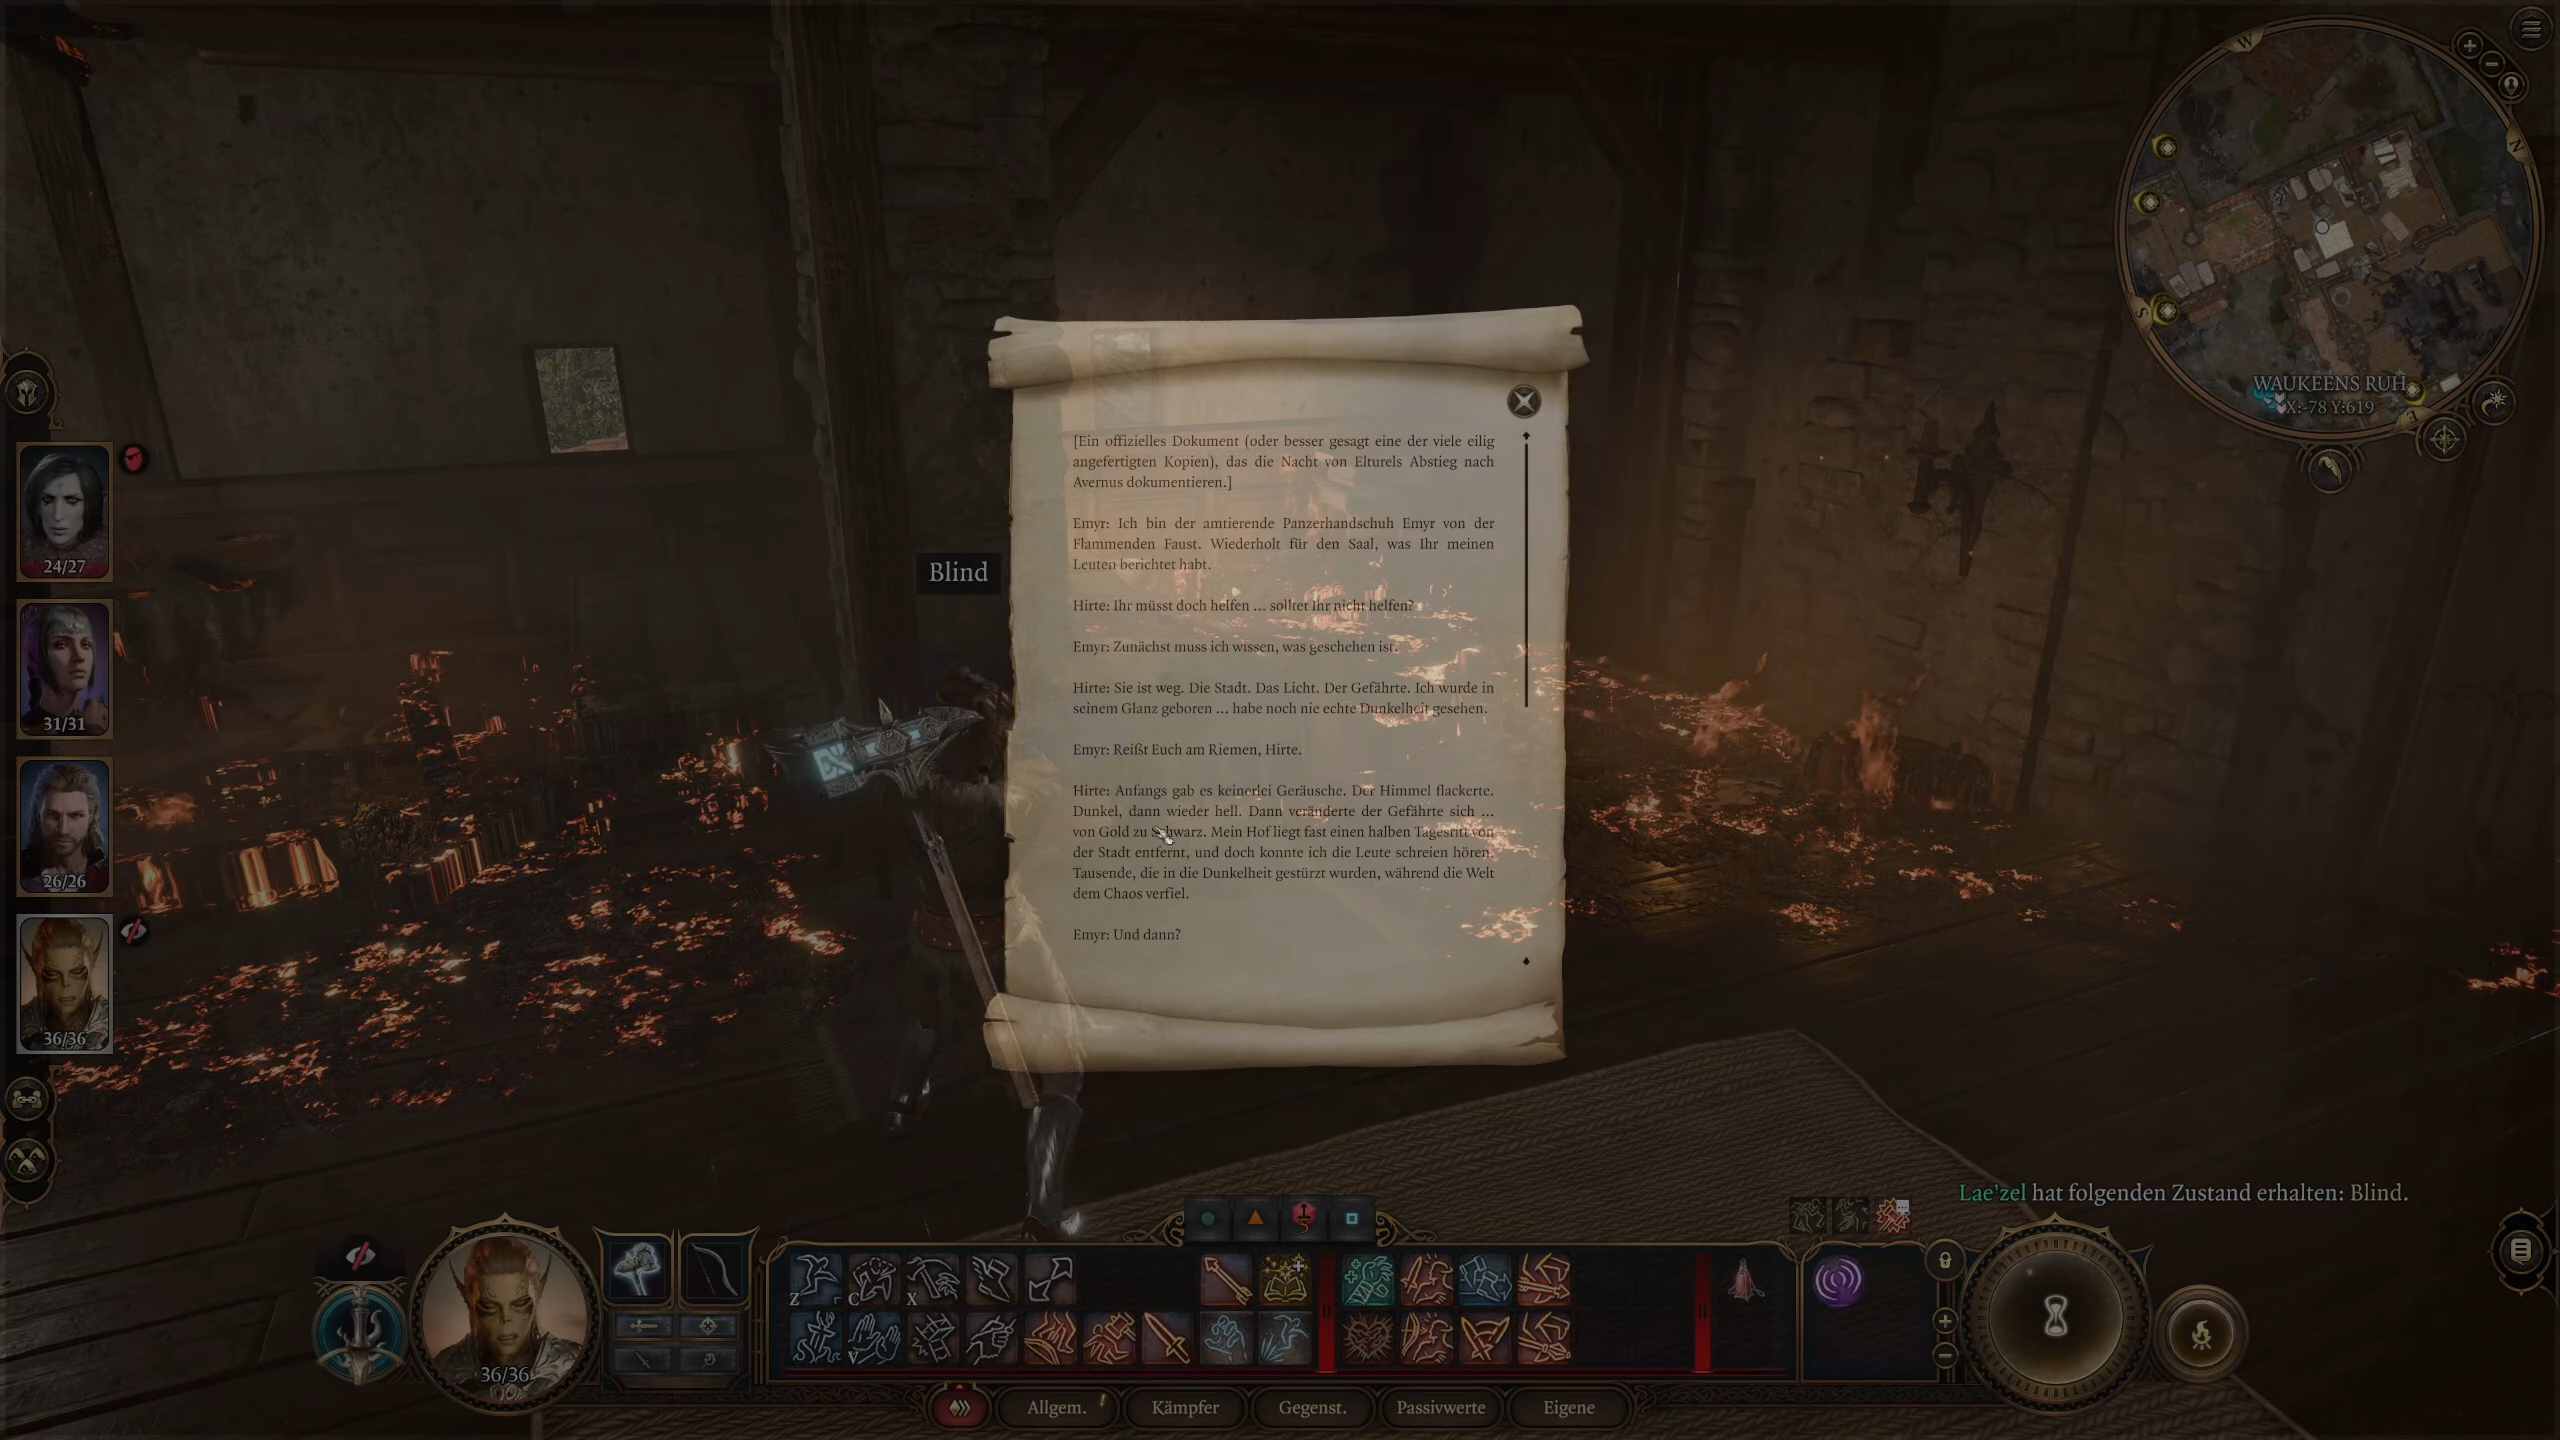 W
N
S
E
WAUKEENS RUH
X:-78 Y:619
[Ein offizielles Dokument (oder besser gesagt eine der viele eilig
angefertigten Kopien), das die Nacht von Elturels Abstieg nach
Avernus dokumentieren.]
Emyr: Ich bin der amtierende Panzerhandschuh Emyr von der
Flammenden Faust. Wiederholt für den Saal, was Ihr meinen
Leuten berichtet habt.
Hirte: Ihr müsst doch helfen ... solltet Ihr nicht helfen?
Emyr: Zunächst muss ich wissen, was geschehen ist.
Hirte: Sie ist weg. Die Stadt. Das Licht. Der Gefährte. Ich wurde in
seinem Glanz geboren ... habe noch nie echte Dunkelheit gesehen.
Emyr: Reißt Euch am Riemen, Hirte.
Hirte: Anfangs gab es keinerlei Geräusche. Der Himmel flackerte.
Dunkel, dann wieder hell. Dann veränderte der Gefährte sich ...
von Gold zu Schwarz. Mein Hof liegt fast einen halben Tagesritt von
der Stadt entfernt, und doch konnte ich die Leute schreien hören.
Tausende, die in die Dunkelheit gestürzt wurden, während die Welt
dem Chaos verfiel.
Emyr: Und dann?
Blind
24/27
31/31
26/26
36/36
Lae'zel hat folgenden Zustand erhalten: Blind.
5
Z
C
X
V
36/36
Allgem.
Kämpfer
Gegenst.
Passivwerte
Eigene